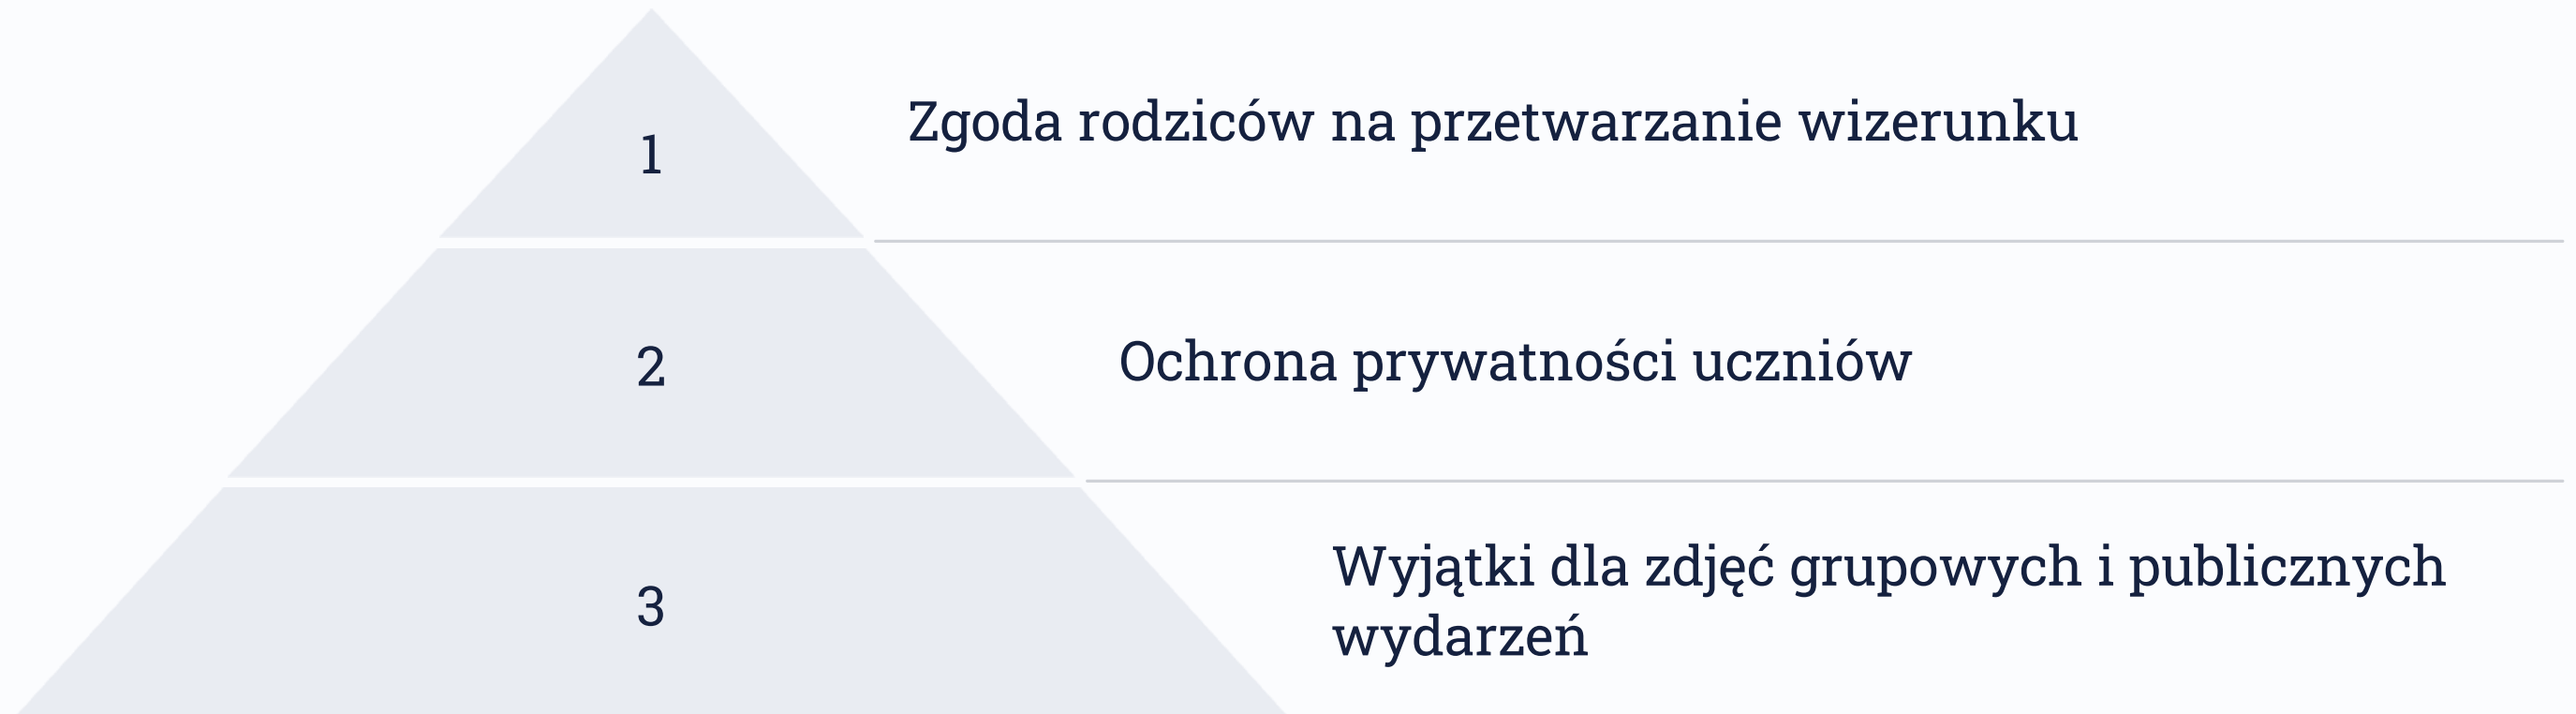 1
Zgoda rodziców na przetwarzanie wizerunku
2
Ochrona prywatności uczniów
3
Wyjątki dla zdjęć grupowych i publicznych
wydarzeń